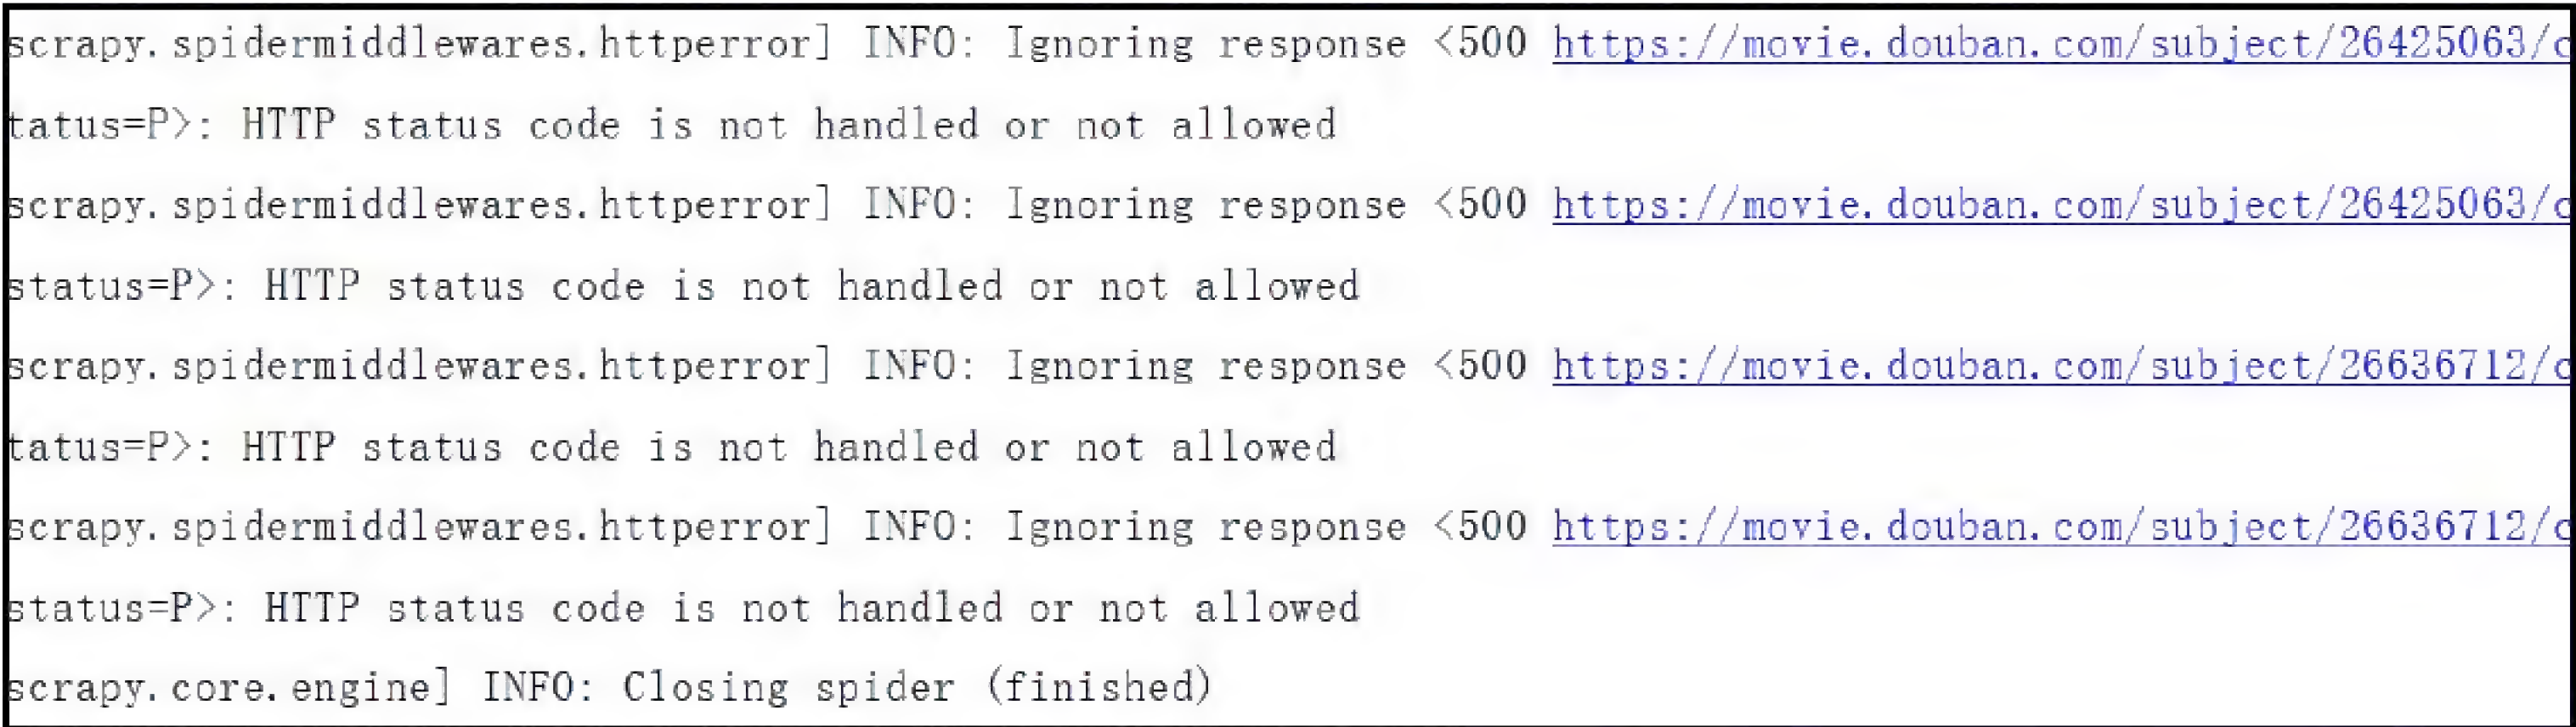 scrapy.spidermiddlewares.httperror] INFO: Ignoring response <500 https://movie.douban.com/subject/26425063/c
tatus=P>: HTTP status code is not handled or not allowed
scrapy.spidermiddlewares.httperror] INFO: Ignoring response <500 https://movie.douban.com/subject/26425063/c
status=P>: HTTP status code is not handled or not allowed
scrapy.spidermiddlewares.httperror] INFO: Ignoring response <500 https://movie.douban.com/subject/26636712/c
tatus=P>: HTTP status code is not handled or not allowed
scrapy.spidermiddlewares.httperror] INFO: Ignoring response <500 https://movie.douban.com/subject/26636712/c
status=P>: HTTP status code is not handled or not allowed
scrapy.core.engine] INFO: Closing spider (finished)